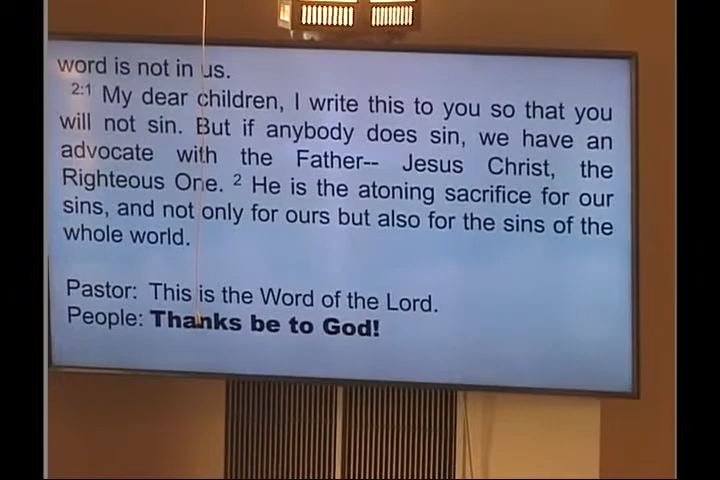 word is not in us.
2:1 My dear children, I write this to you so that you
will not sin. But if anybody does sin, we have an
advocate with the Father-- Jesus Christ, the
Righteous One. 2 He is the atoning sacrifice for our
sins, and not only for ours but also for the sins of the
whole world.
Pastor: This is the Word of the Lord.
People: Thanks be to God!